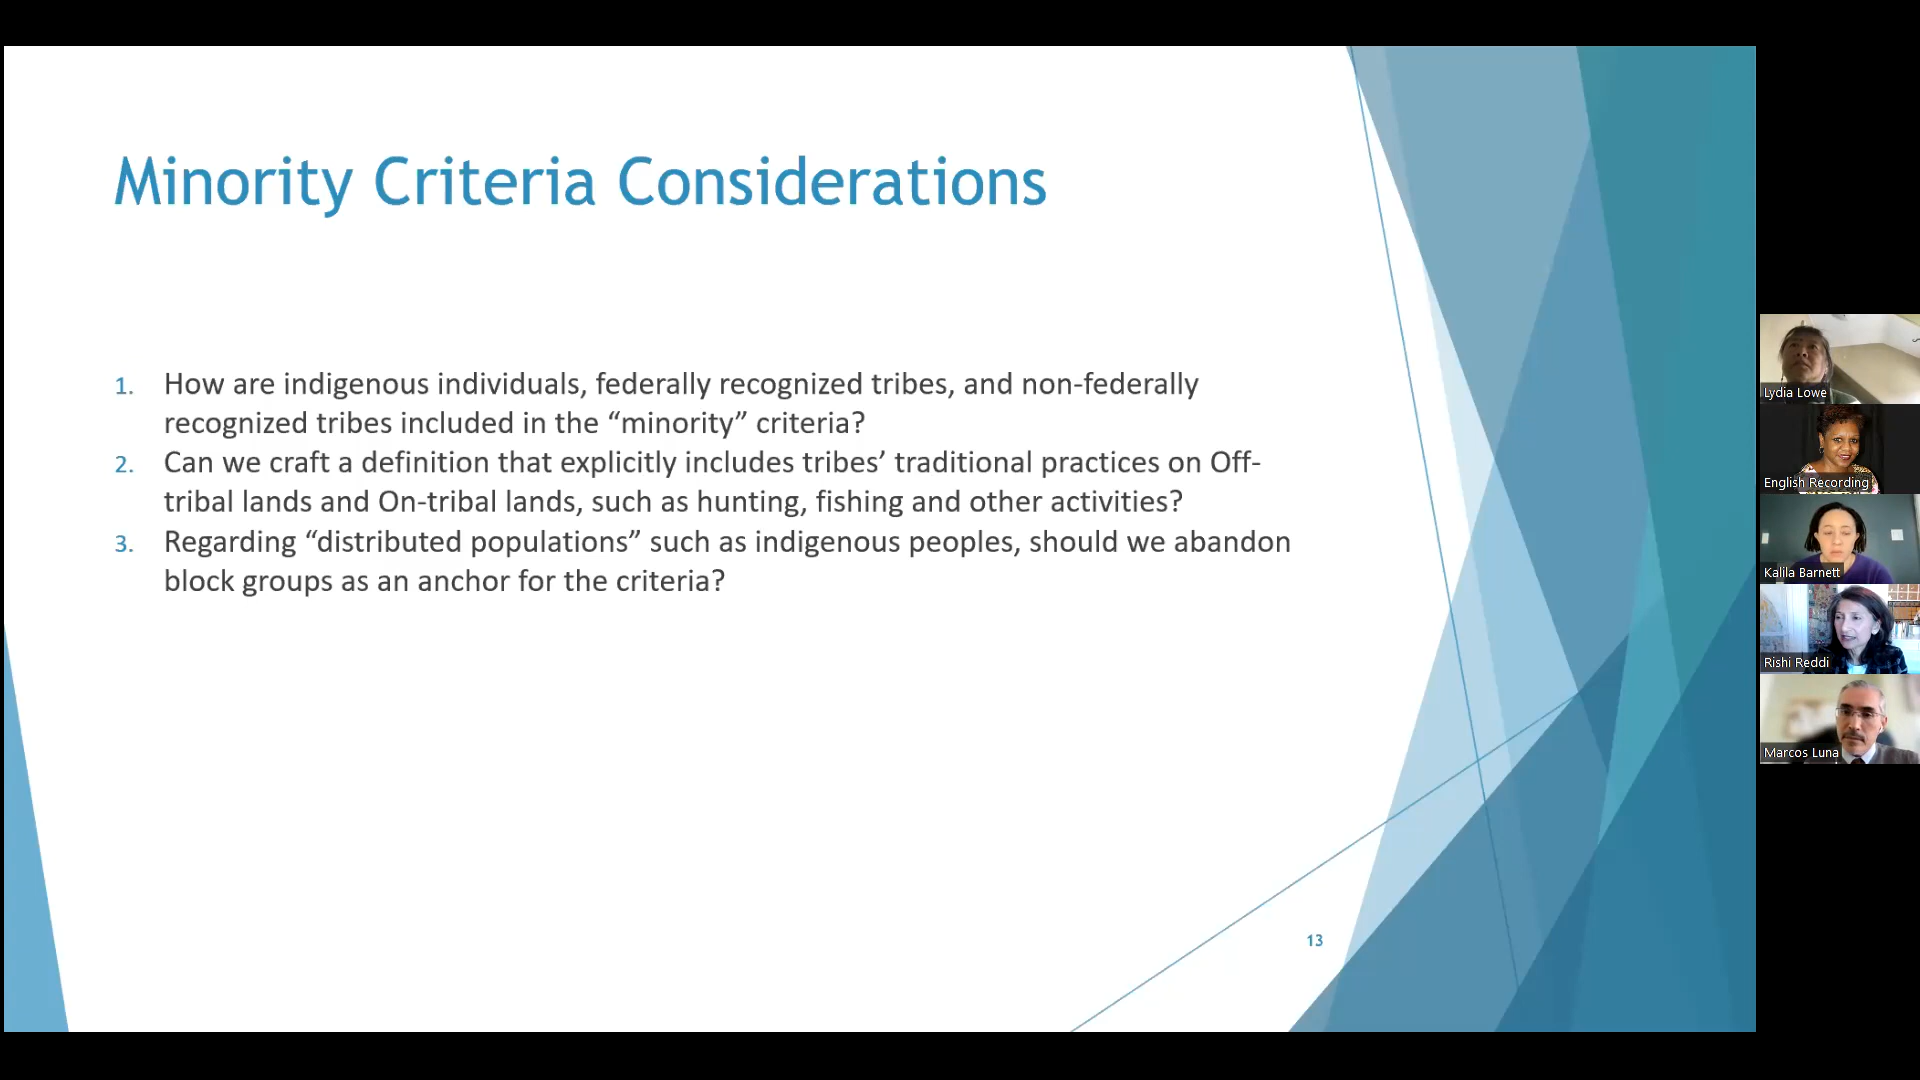 Minority Criteria Considerations
1. How are indigenous individuals, federally recognized tribes, and non-federally
recognized tribes included in the “minority” criteria?
2. Can we craft a definition that explicitly includes tribes’ traditional practices on Off-
tribal lands and On-tribal lands, such as hunting, fishing and other activities?
3. Regarding “distributed populations” such as indigenous peoples, should we abandon
block groups as an anchor for the criteria?
13
Lydia Lowe
English Recording
Kalila Barnett
Rishi Reddi
Marcos Luna